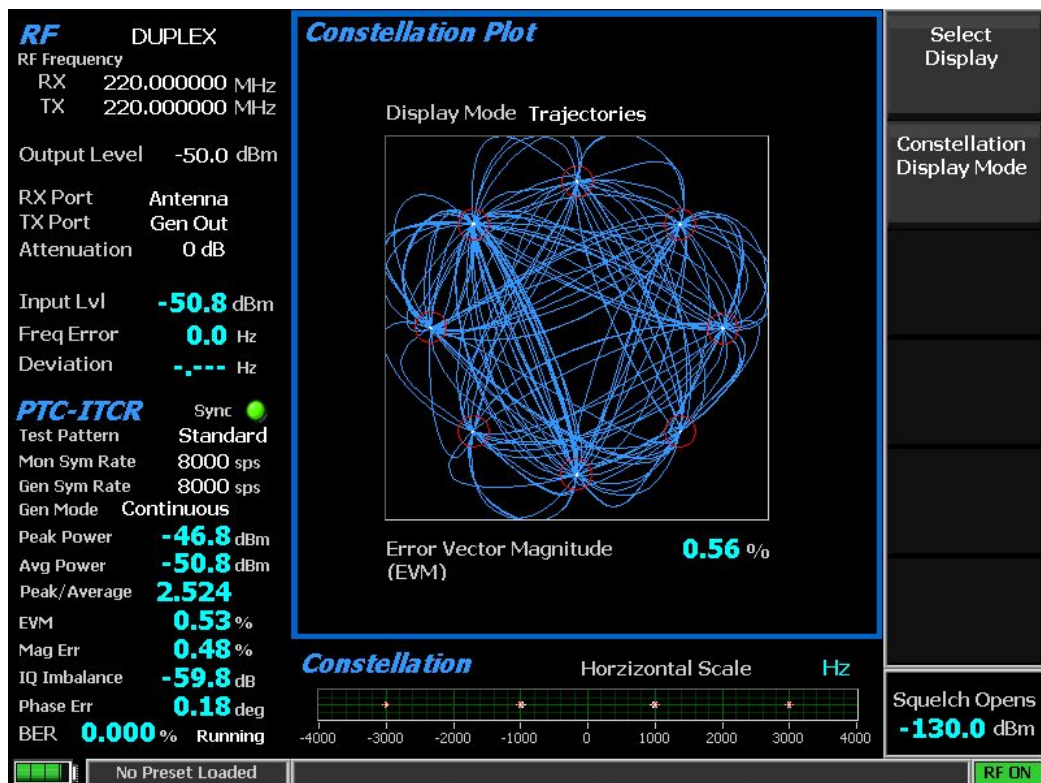 RF DUPLEX
RF Frequency
RX 220.000000 MHz
TX 220.000000 MHz
Output Level -50.0 dBm
RX Port Antenna
TX Port Gen Out
Attenuation 0 dB
Input Lvl -50.8 dBm
Freq Error 0.0 Hz
Deviation -.--- Hz
PTC-ITCR Sync
Test Pattern Standard
Mon Sym Rate 8000 sps
Gen Sym Rate 8000 sps
Gen Mode Continuous
Peak Power -46.8 dBm
Avg Power -50.8 dBm
Peak/Average 2.524
EVM 0.53 %
Mag Err 0.48 %
IQ Imbalance -59.8 dB
Phase Err 0.18 deg
BER 0.000 % Running
No Preset Loaded
Constellation Plot
Display Mode Trajectories
Error Vector Magnitude 0.56 %
(EVM)
Constellation Horzizontal Scale Hz
-4000 -3000 -2000 -1000 0 1000 2000 3000 4000
Select
Display
Constellation
Display Mode
Squelch Opens
-130.0 dBm
RF ON